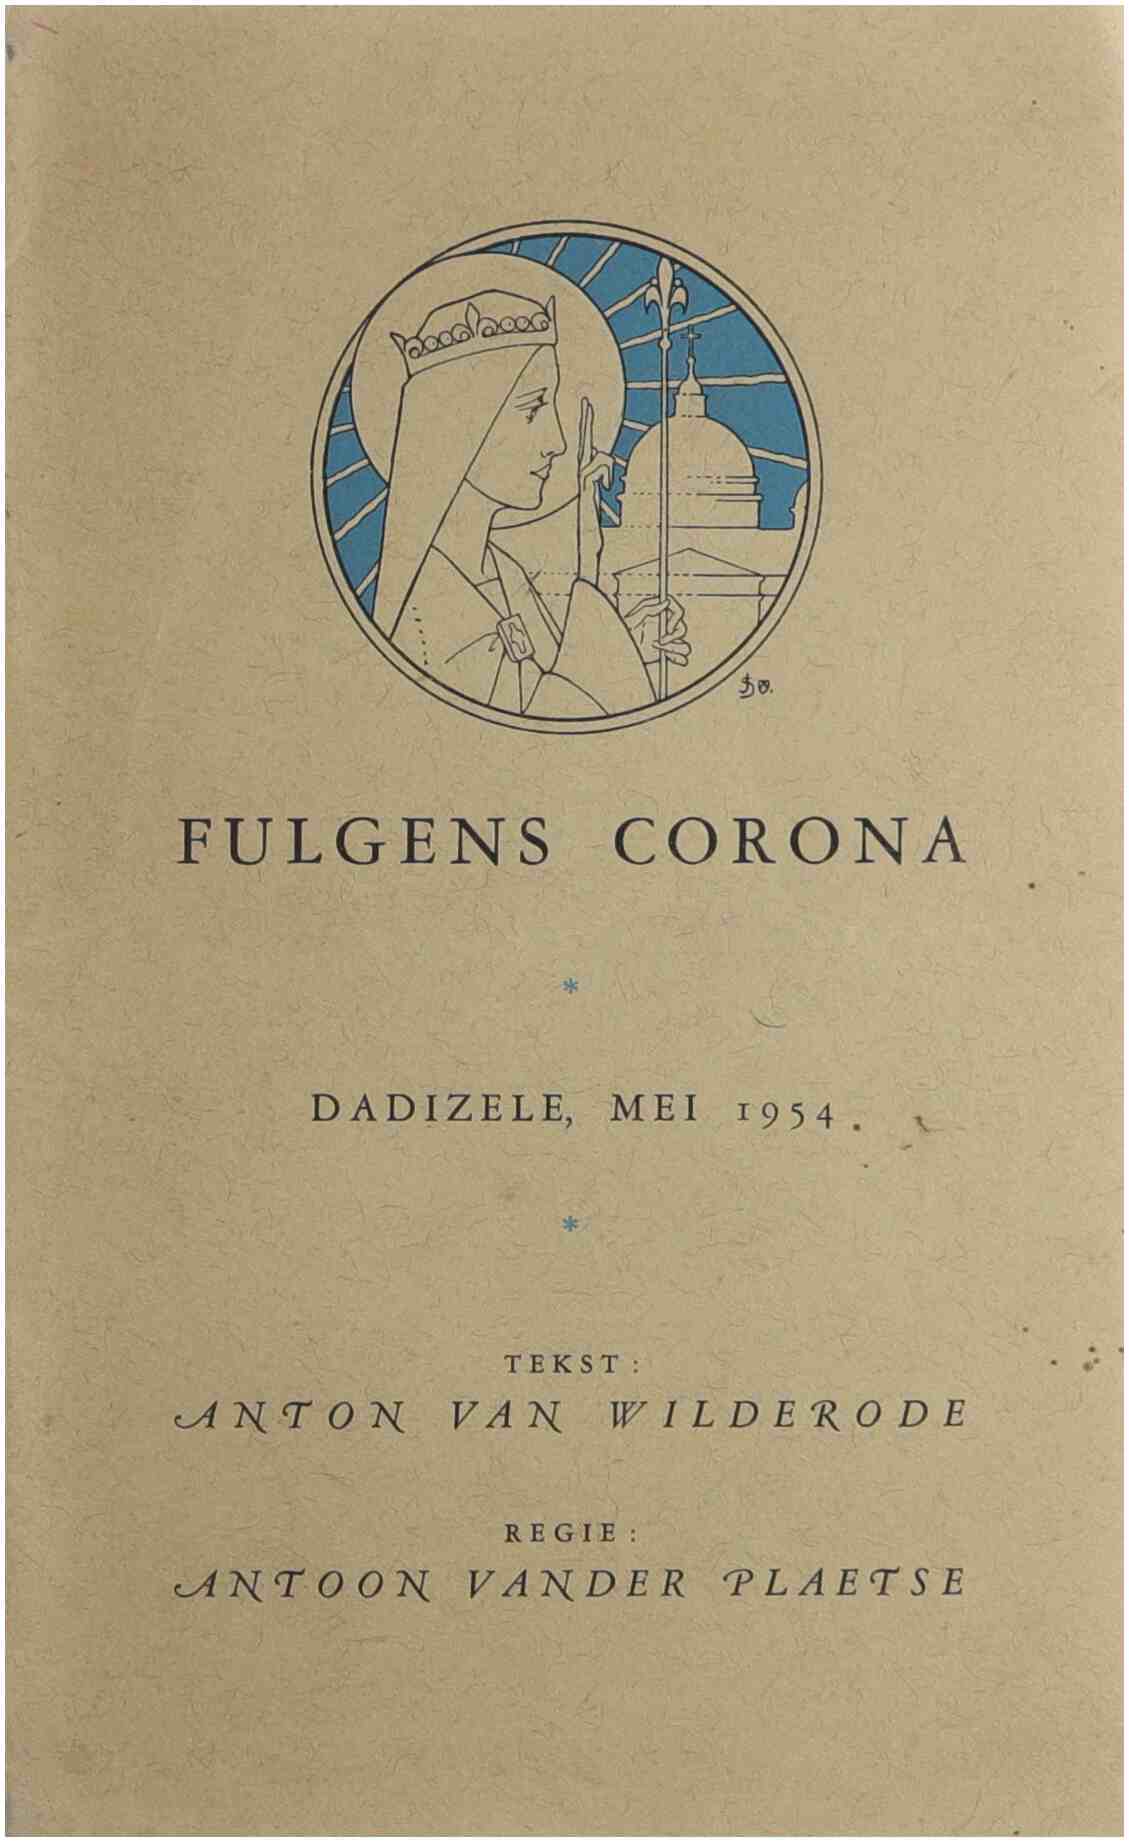 FULGENS CORONA
*
DADIZELE, MEI 1954
*
TEKST:
ANTON VAN WILDERODE
REGIE:
ANTOON VANDER PLAETSE